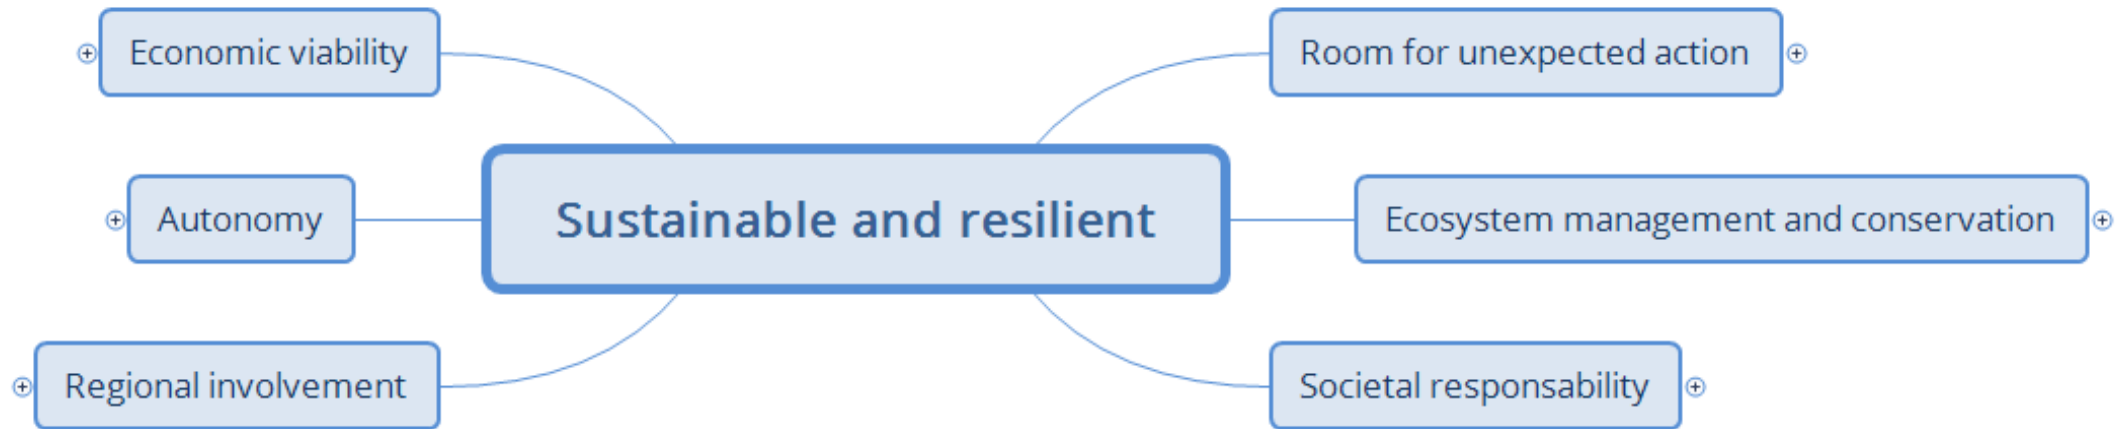 Economic viability
Room for unexpected action
Autonomy
Sustainable and resilient
Ecosystem management and conservation
Regional involvement
Societal responsability